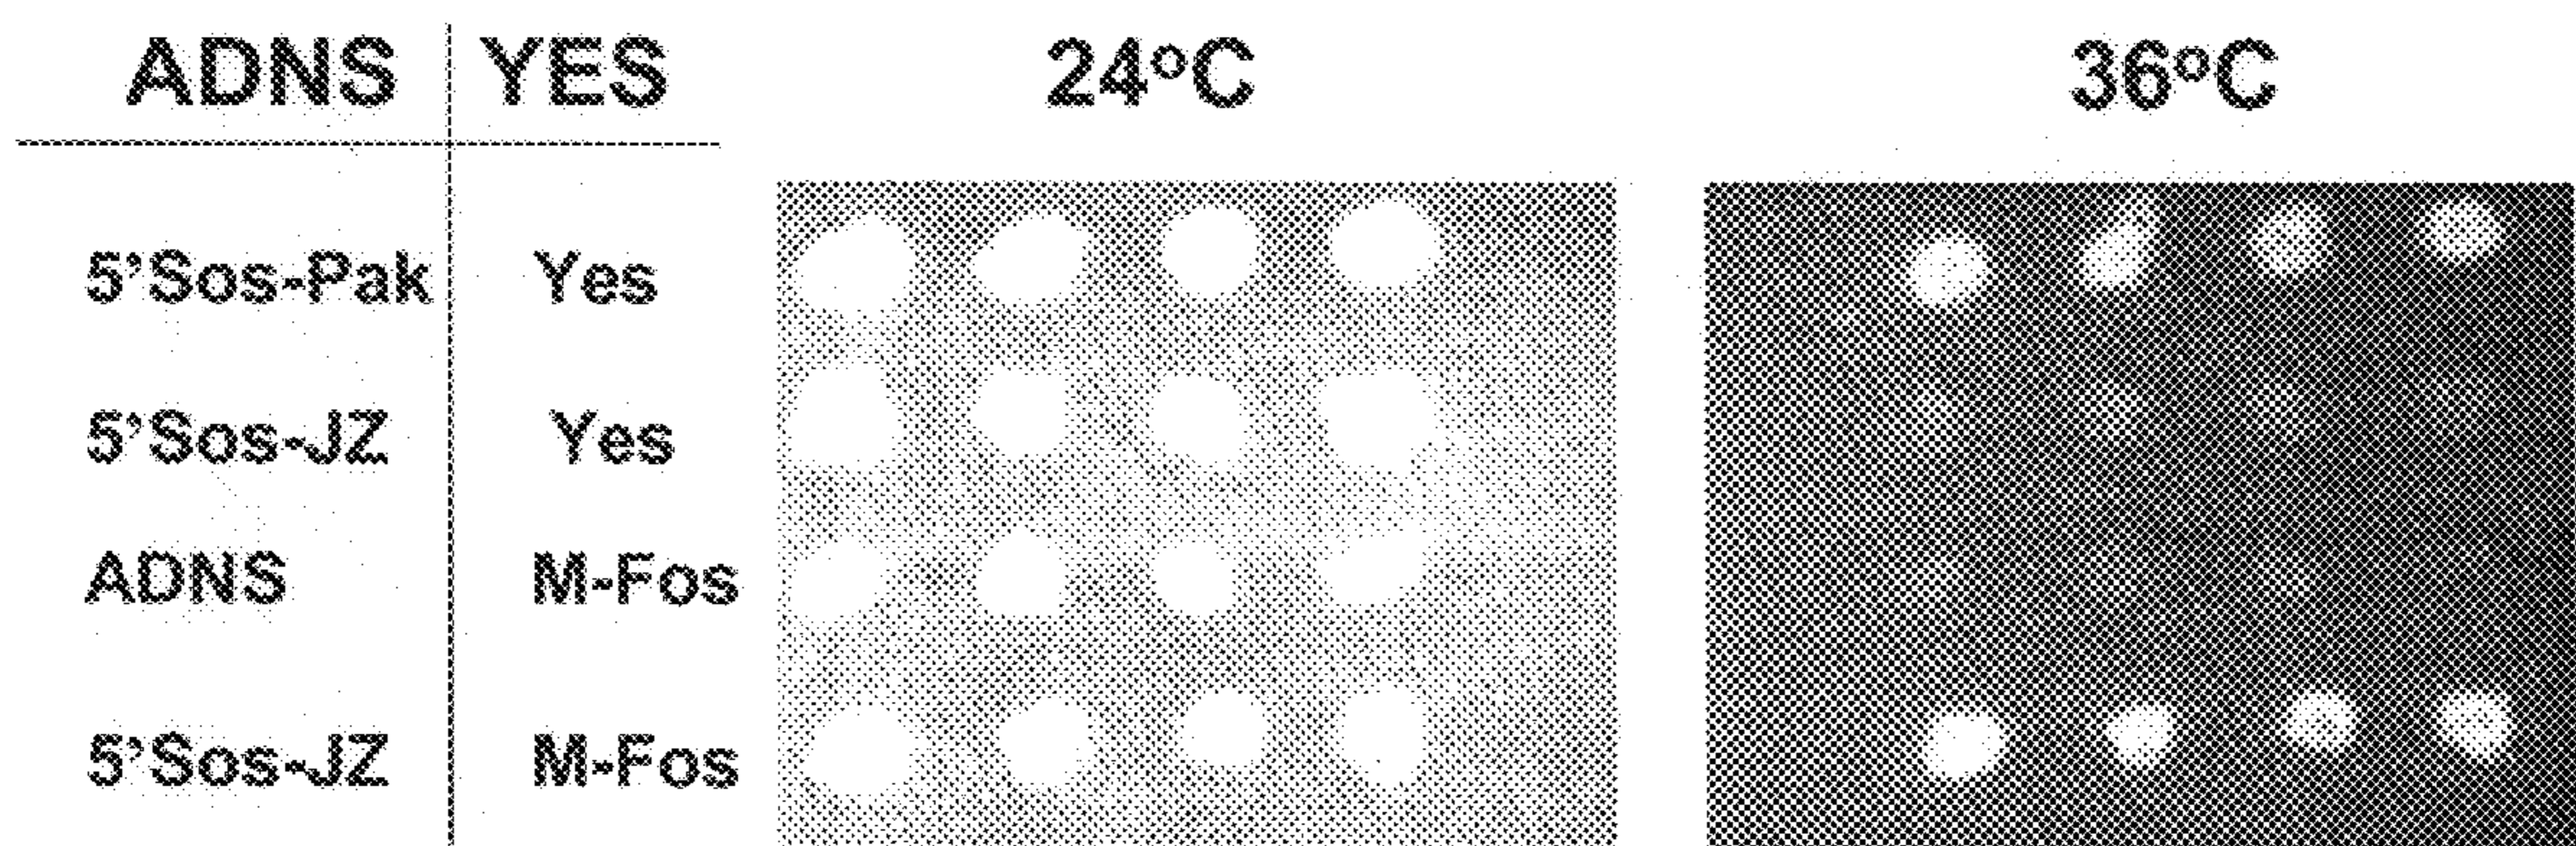 ADNS YES 24°C 36°C
5'Sos-Pak Yes
5'Sos-JZ Yes
ADNS M-Fos
5'Sos-JZ M-Fos